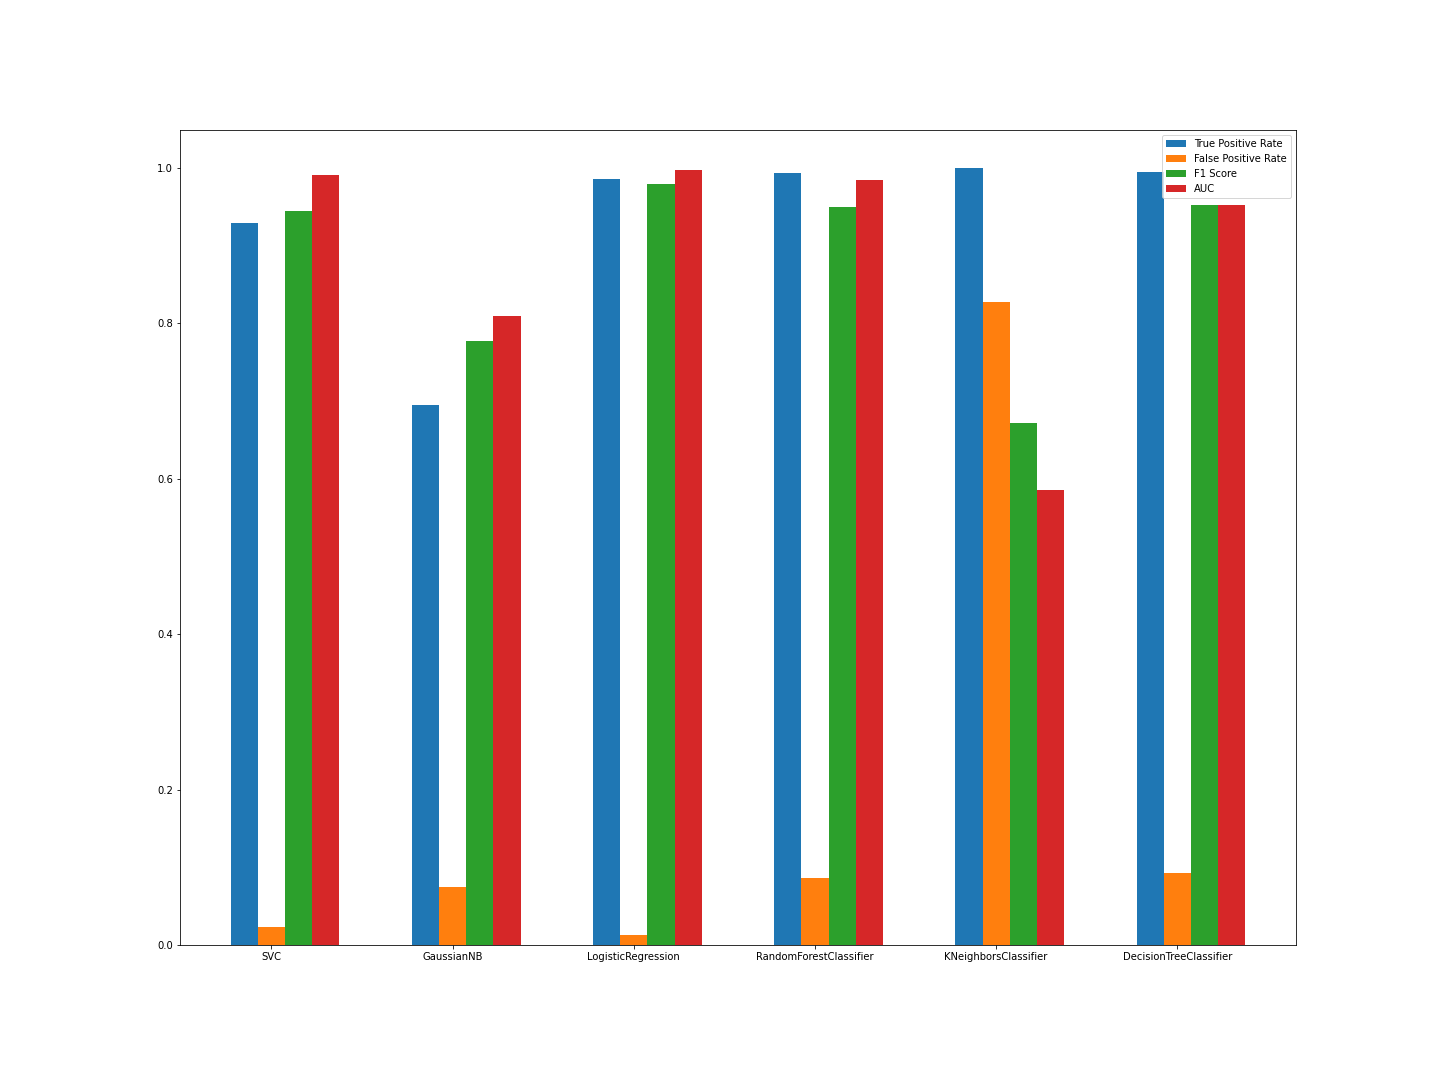 True Positive Rate
False Positive Rate
F1 Score
AUC
1.0
0.8
0.6
0.4
0.2
0.0
SVC GaussianNB LogisticRegression RandomForestClassifier KNeighborsClassifier DecisionTreeClassifier